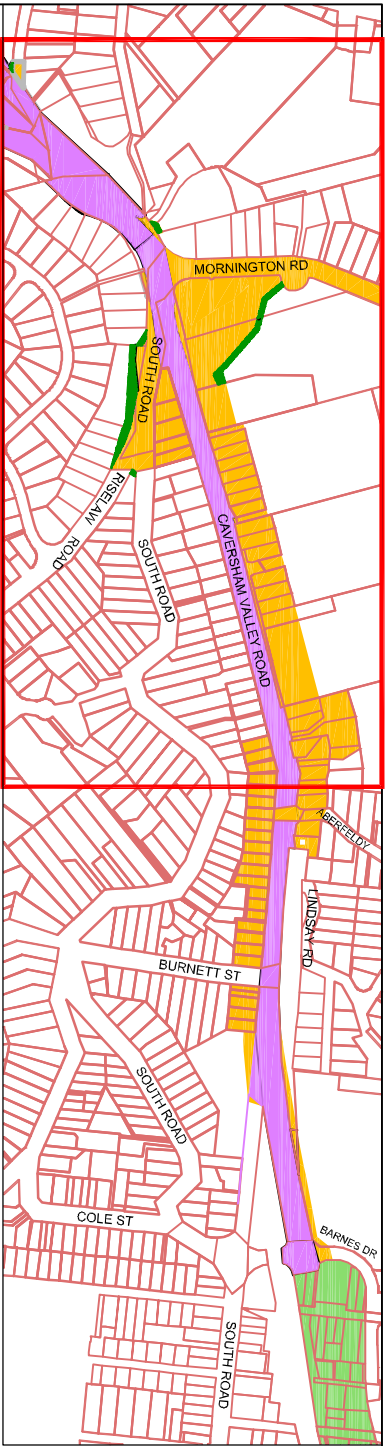 MORNINGTON RD
SOUTH ROAD
RISELAW
ROAD
SOUTH ROAD
CAVERSHAM VALLEY ROAD
ABERFELDY
LINDSAY RD
BURNETT ST
SOUTH ROAD
COLE ST
BARNES DR
SOUTH ROAD